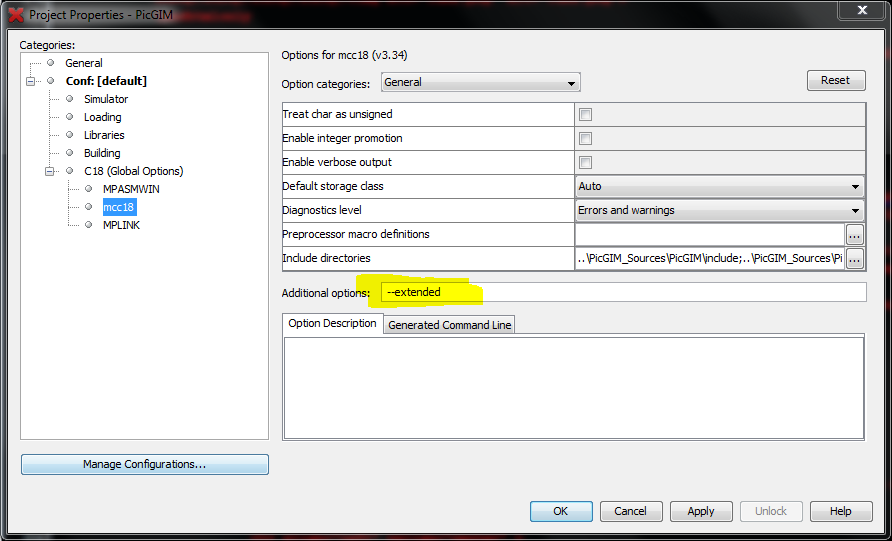 Project Properties - PicGIM
x
Categories:
General
Conf: [default]
Simulator
Loading
Libraries
Building
C18 (Global Options)
MPASMWIN
mcc18
MPLINK
Manage Configurations...
Options for mcc18 (v3.34)
Option categories: General
Reset
Treat char as unsigned
Enable integer promotion
Enable verbose output
Default storage class Auto
Diagnostics level Errors and warnings
Preprocessor macro definitions ...
Include directories ..\PicGIM_Sources\PicGIM\include;..\PicGIM_Sources\Pi ...
Additional options: --extended
Option Description Generated Command Line
OK Cancel Apply Unlock Help